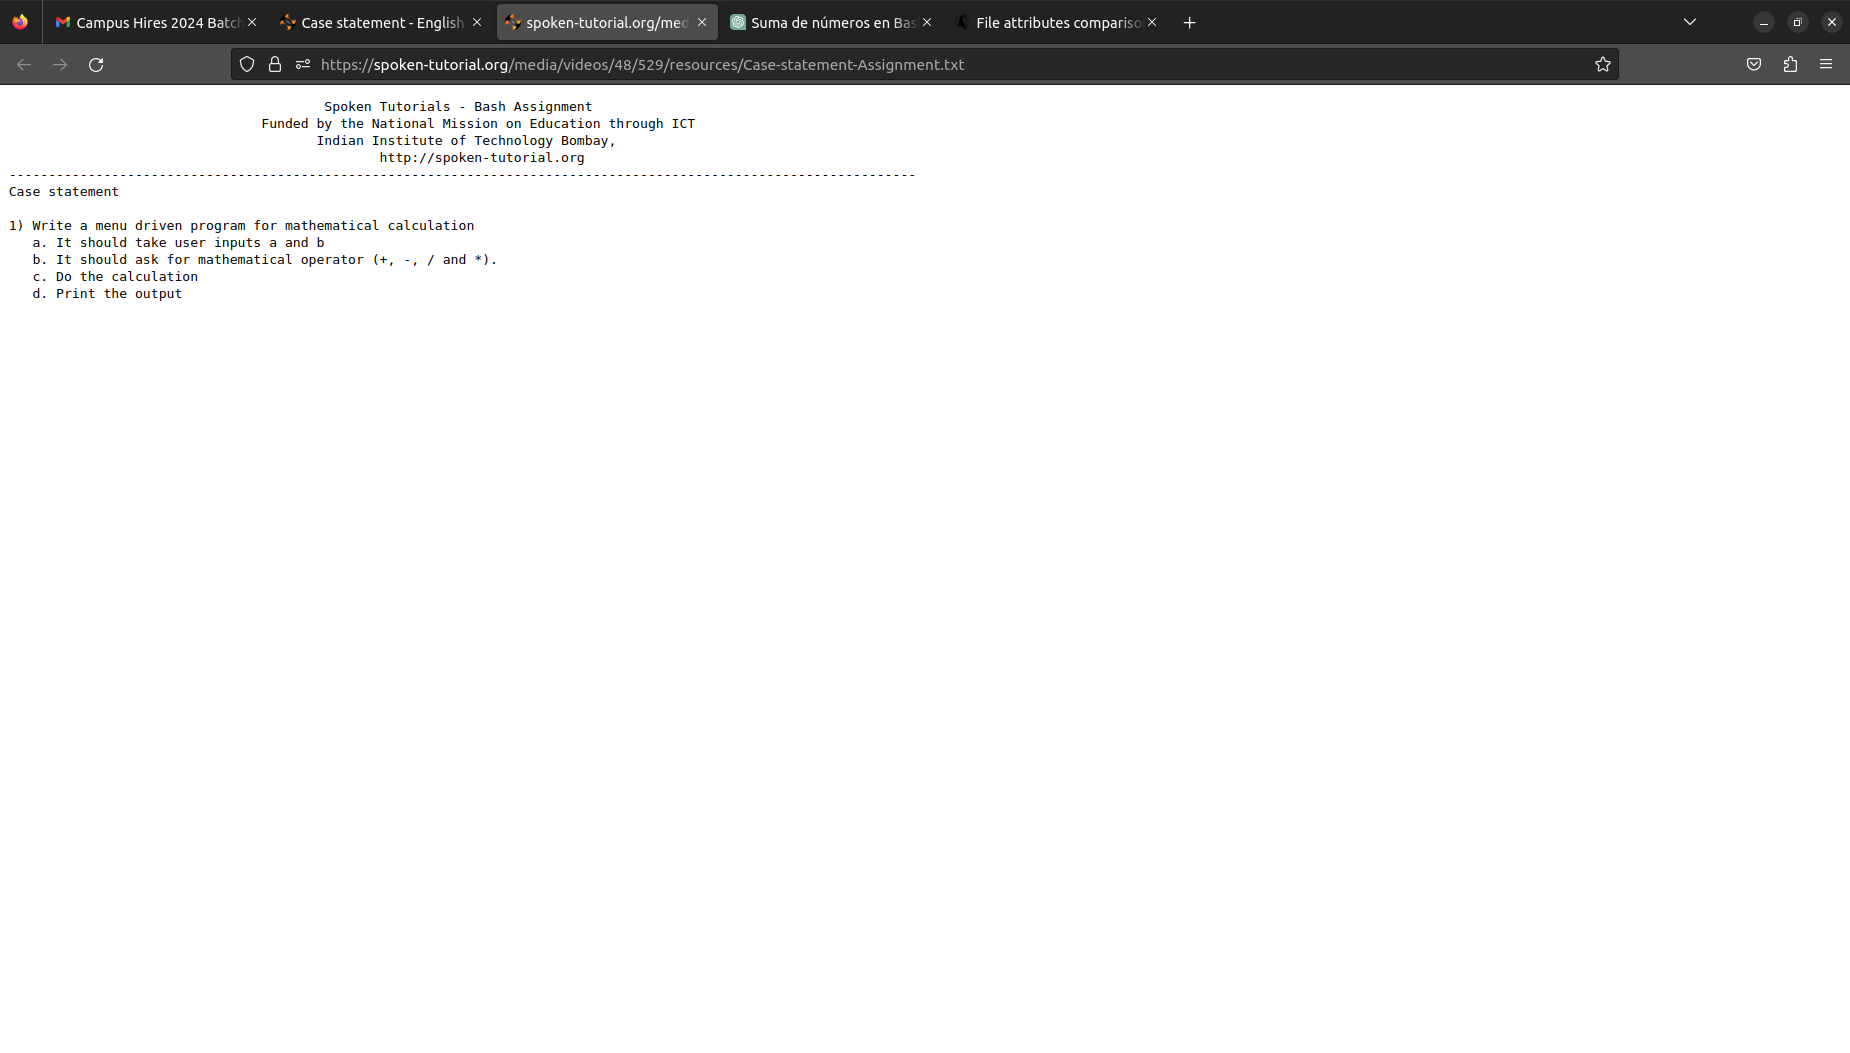 Campus Hires 2024 Batch
Case statement - English
spoken-tutorial.org/med
Suma de números en Bas
File attributes compariso
https://spoken-tutorial.org/media/videos/48/529/resources/Case-statement-Assignment.txt
Spoken Tutorials - Bash Assignment
Funded by the National Mission on Education through ICT
Indian Institute of Technology Bombay,
http://spoken-tutorial.org
-------------------------------------------------------------------------------------------------------------------
Case statement
1) Write a menu driven program for mathematical calculation
a. It should take user inputs a and b
b. It should ask for mathematical operator (+, -, / and *).
c. Do the calculation
d. Print the output